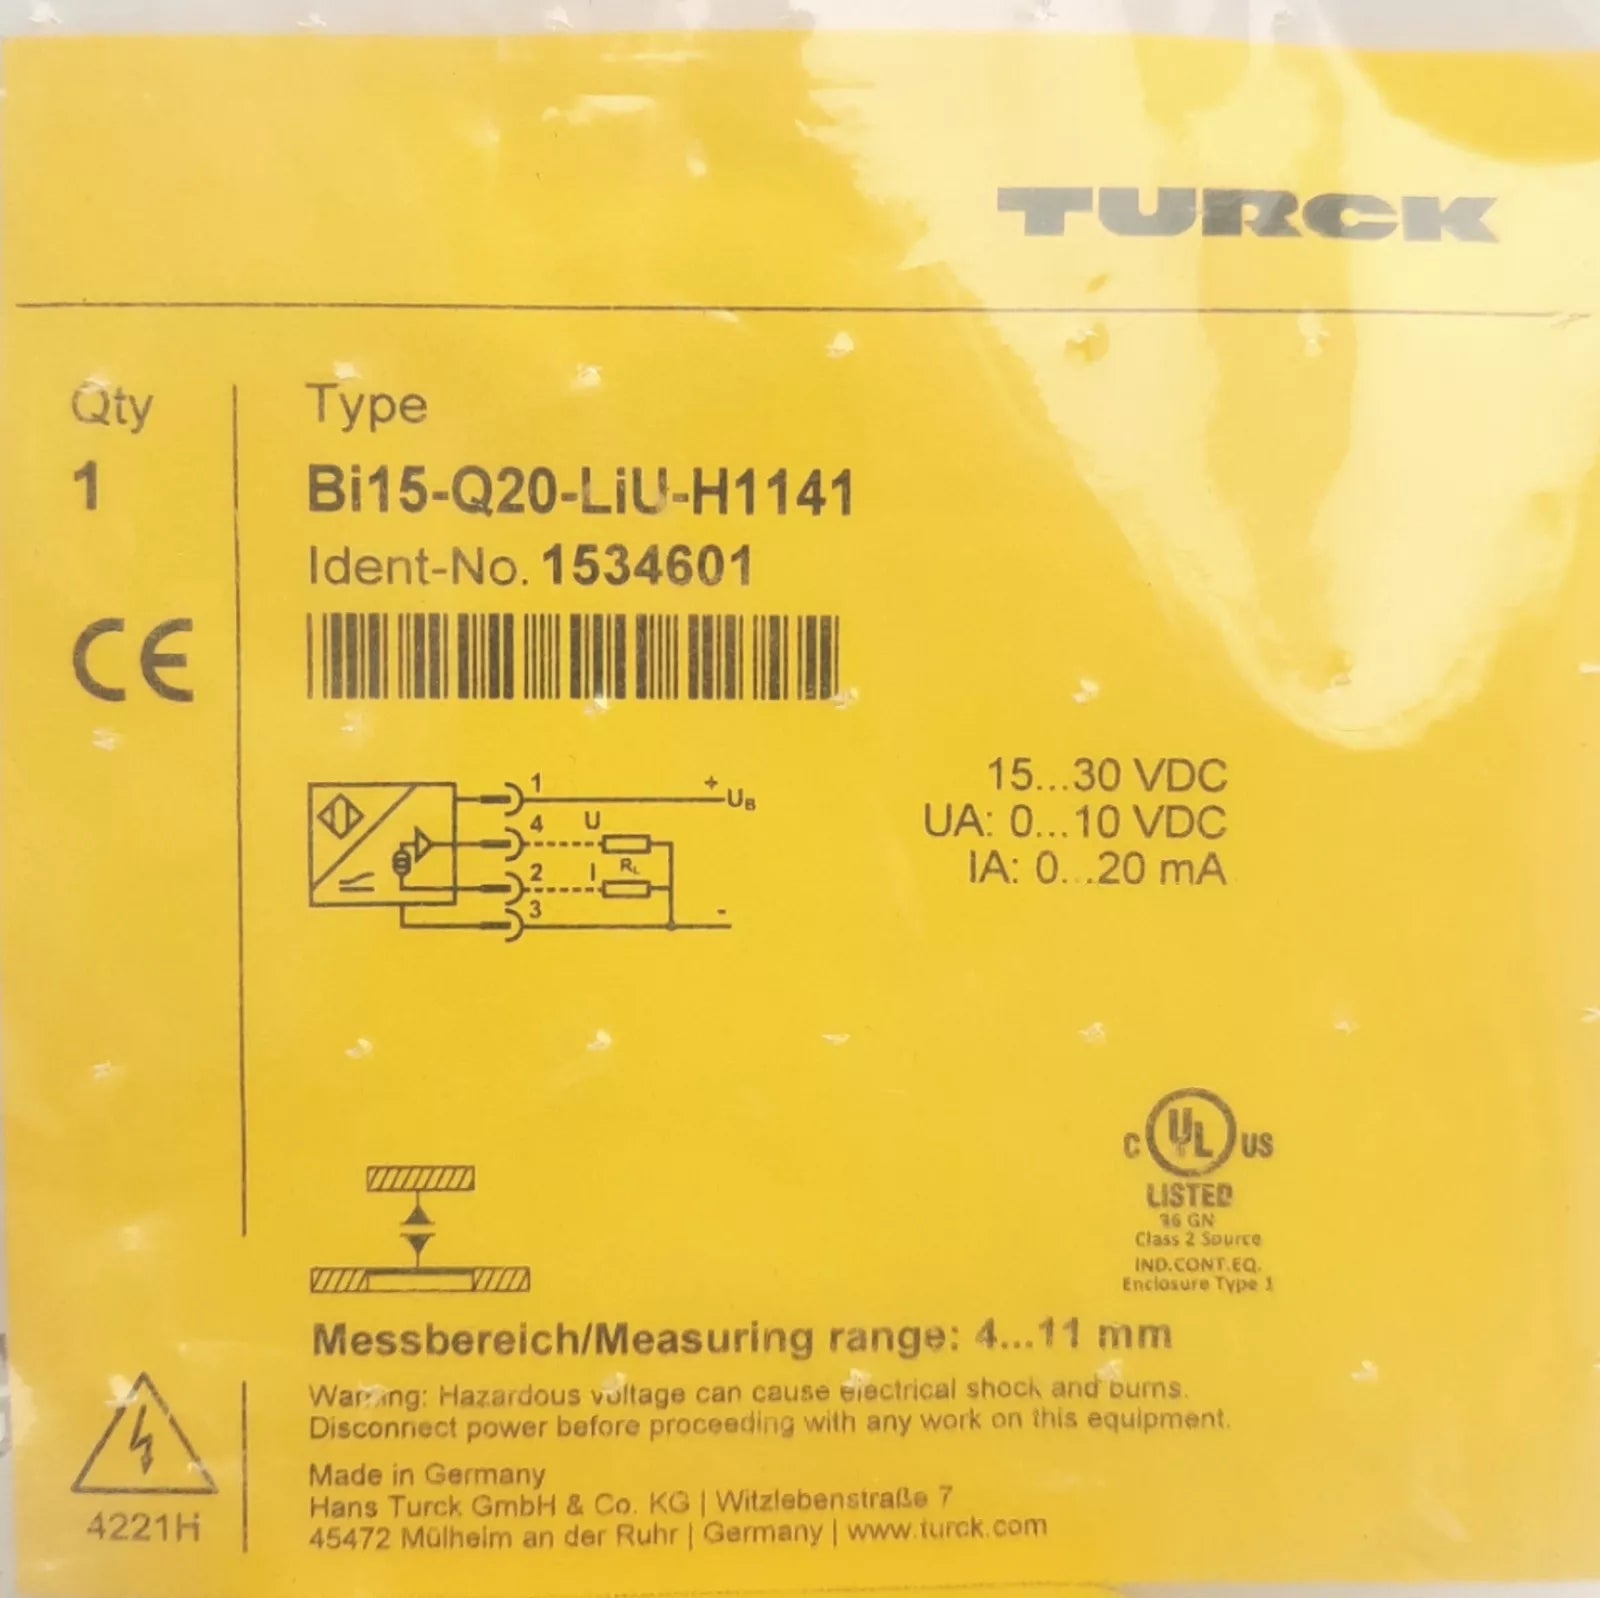 TURCK
Qty
1
Type
Bi15-Q20-LiU-H1141
Ident-No. 1534601
CE
1
+
UB
4
U
RL
2
I
3
-
15...30 VDC
UA: 0...10 VDC
IA: 0...20 mA
C UL US
LISTED
36 GN
Class 2 Source
IND.CONT.EQ.
Enclosure Type 1
Messbereich/Measuring range: 4...11 mm
Warning: Hazardous voltage can cause electrical shock and burns.
Disconnect power before proceeding with any work on this equipment.
4221H
Made in Germany
Hans Turck GmbH & Co. KG | Witzlebenstraße 7
45472 Mülheim an der Ruhr | Germany | www.turck.com